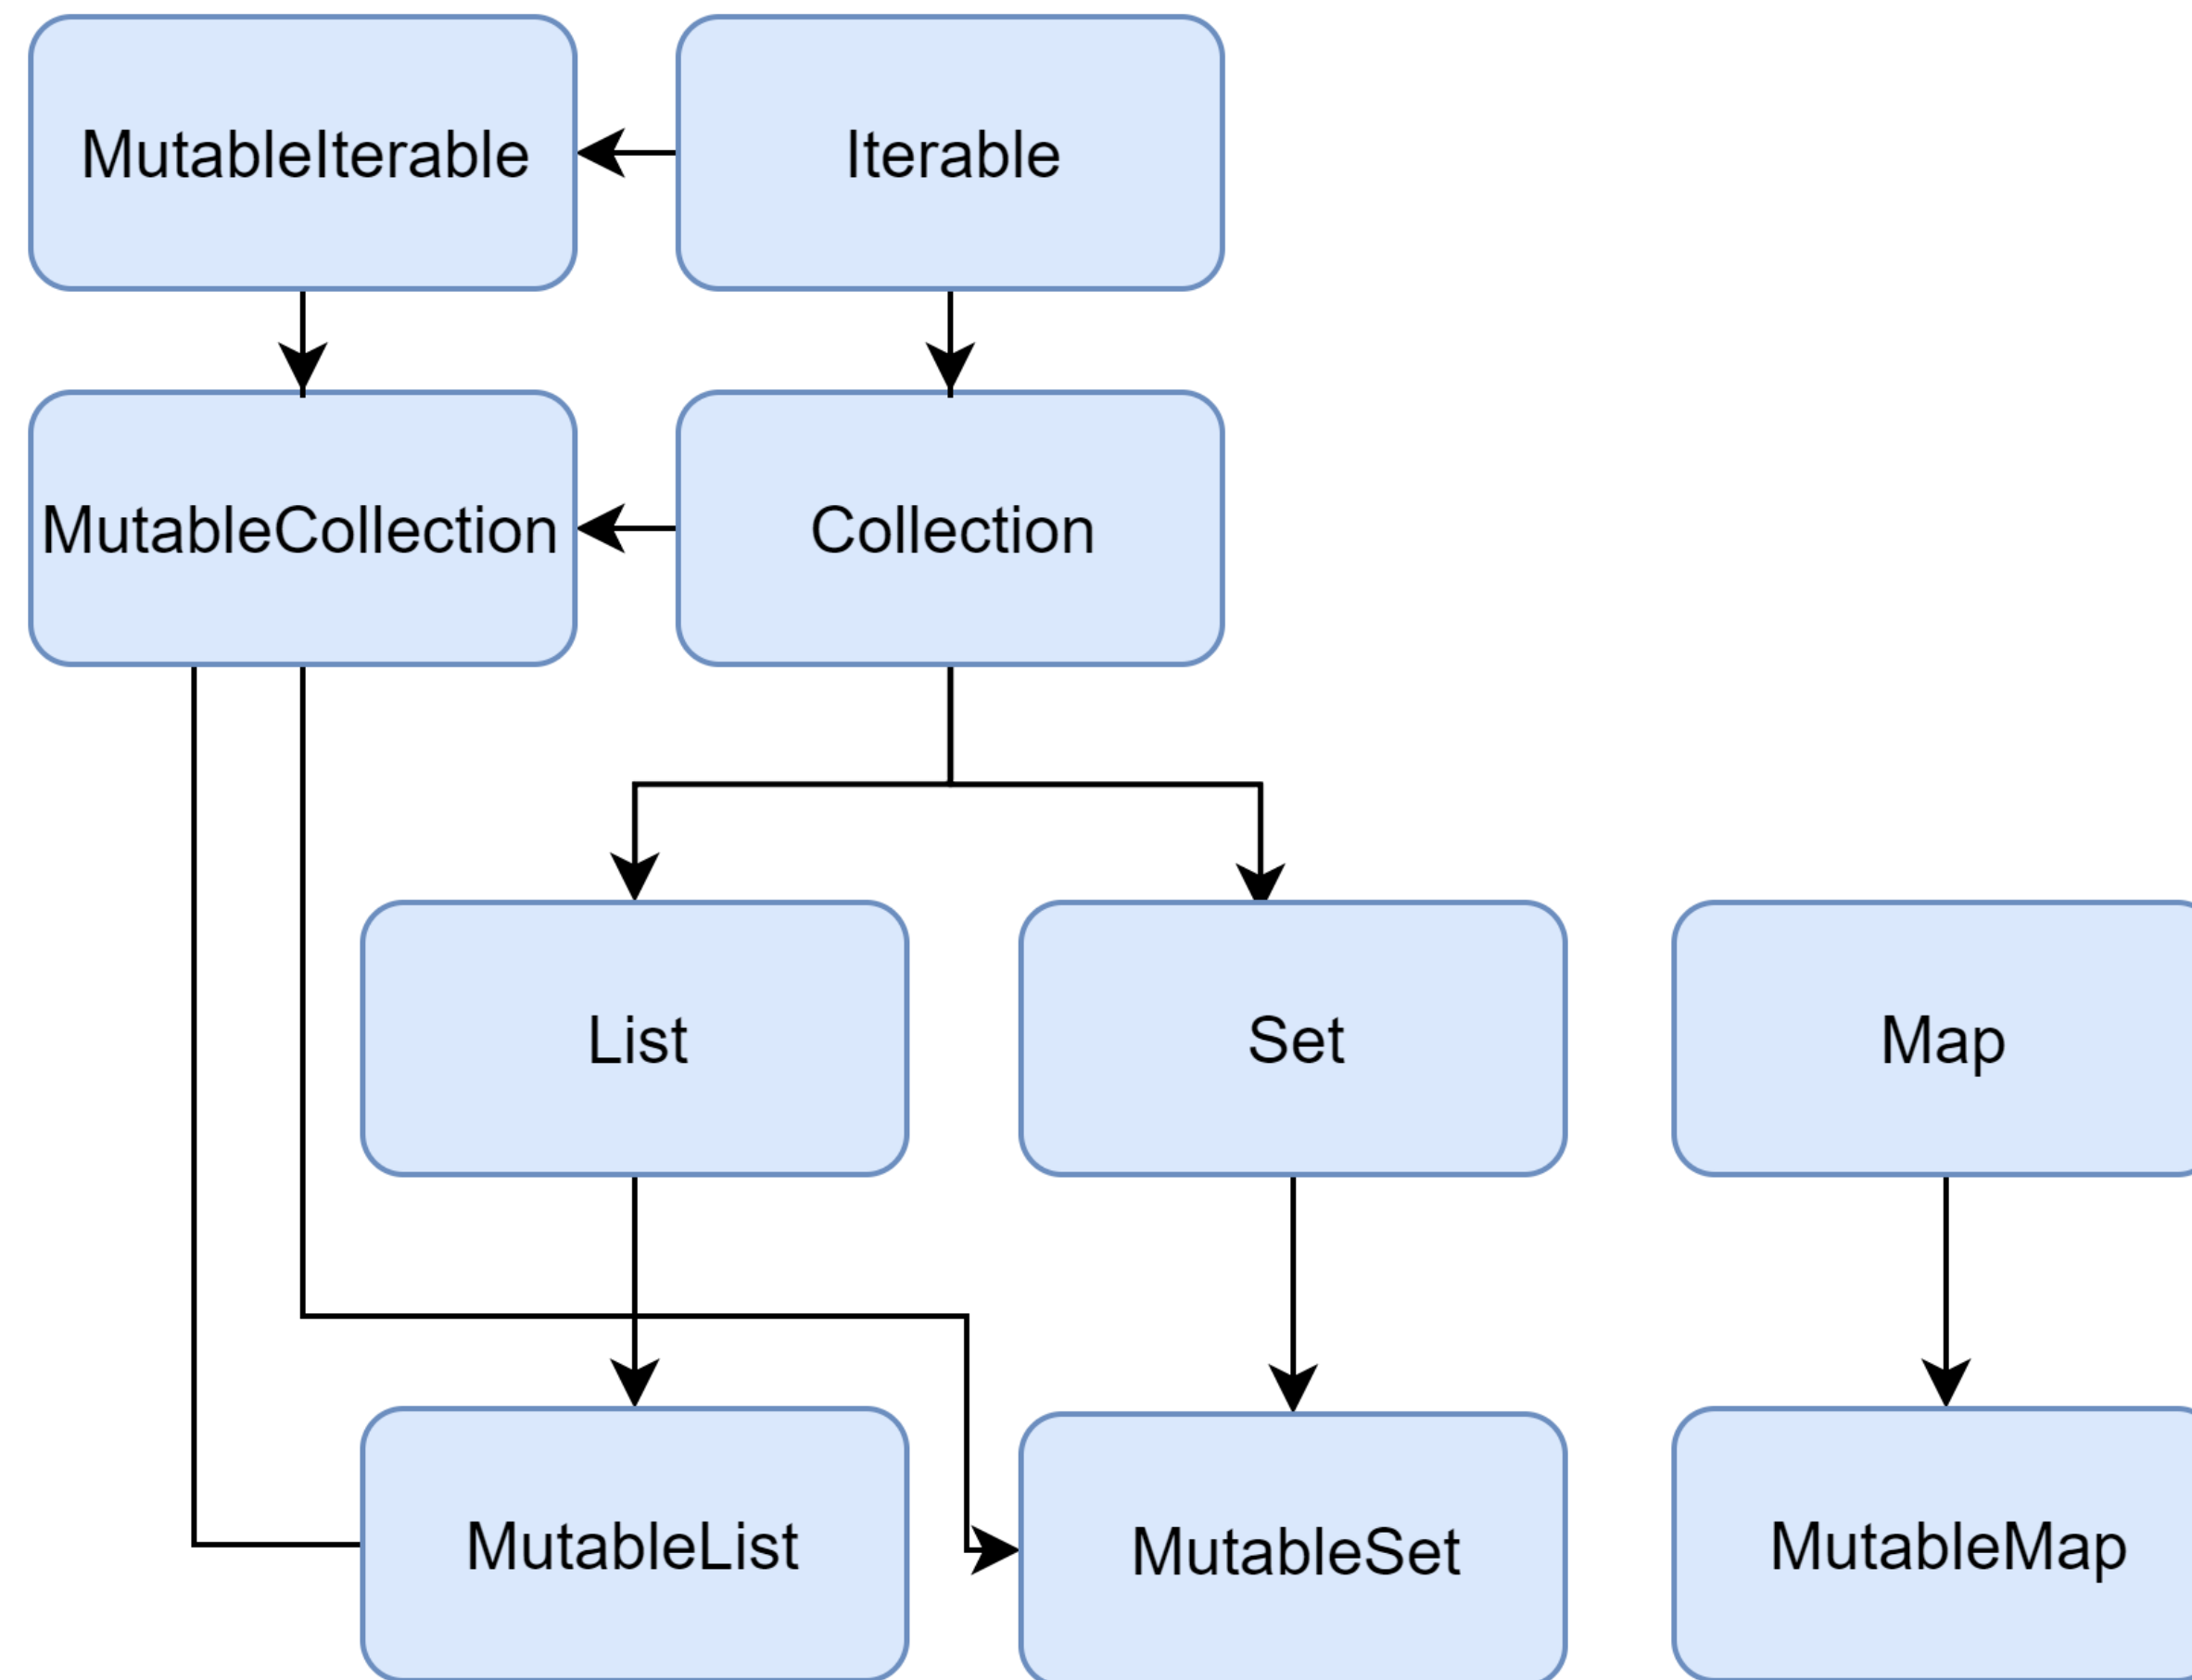 MutableIterable
Iterable
MutableCollection
Collection
List
Set
Map
MutableList
MutableSet
MutableMap